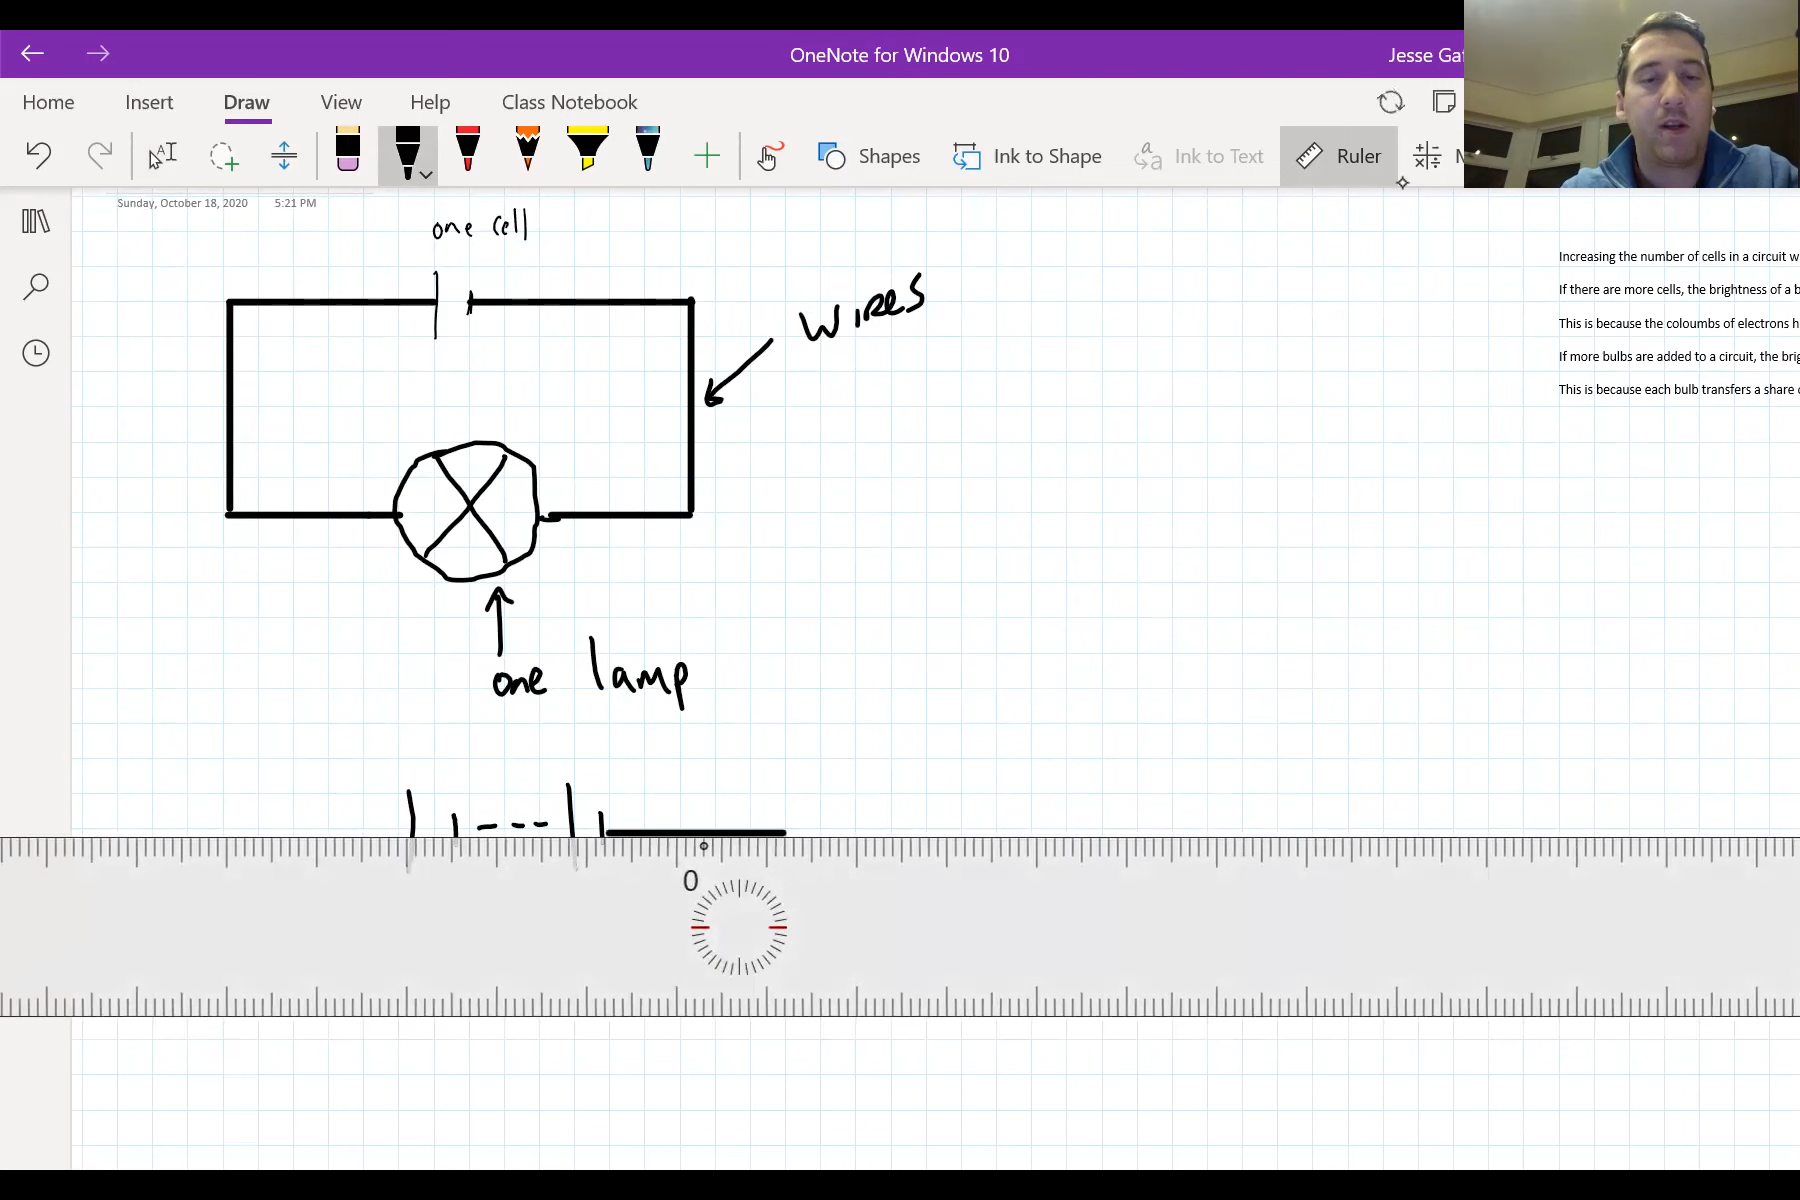 OneNote for Windows 10
Jesse Gaf
Home Insert Draw View Help Class Notebook
Shapes Ink to Shape Ink to Text Ruler
Sunday, October 18, 2020 5:21 PM
one cell
wires
one lamp
0
Increasing the number of cells in a circuit w
If there are more cells, the brightness of a b
This is because the coloumbs of electrons h
If more bulbs are added to a circuit, the brig
This is because each bulb transfers a share